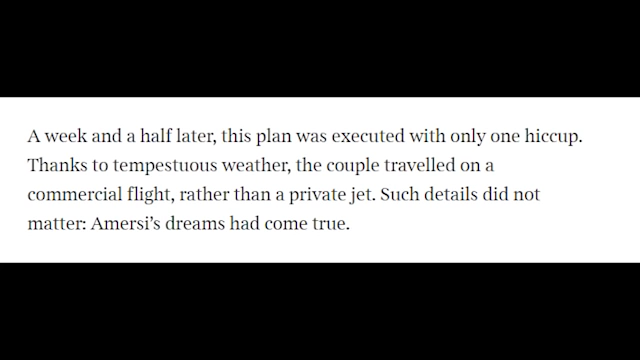 A week and a half later, this plan was executed with only one hiccup.
Thanks to tempestuous weather, the couple travelled on a
commercial flight, rather than a private jet. Such details did not
matter: Amersi’s dreams had come true.